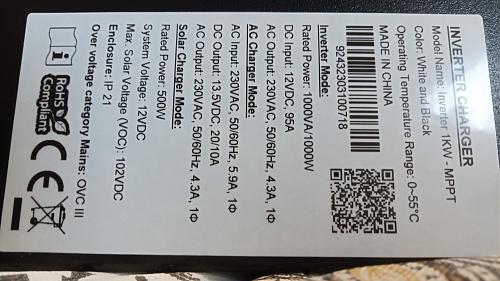 INVERTER CHARGER
Model Name: Inverter 1KW - MPPT
Color: White and Black
Operating Temperature Range: 0~55°C
MADE IN CHINA
92432303100718
Inverter Mode:
Rated Power: 1000VA/1000W
DC Input: 12VDC, 95A
AC Output: 230VAC, 50/60Hz, 4.3A, 1Φ
AC Charger Mode:
AC Input: 230VAC, 50/60Hz, 5.9A, 1Φ
DC Output: 13.5VDC, 20/10A
AC Output: 230VAC, 50/60Hz, 4.3A, 1Φ
Solar Charger Mode:
Rated Power: 500W
System Voltage: 12VDC
Max. Solar Voltage (VOC): 102VDC
Enclosure: IP 21
Over voltage category Mains: OVC III
RoHS
Compliant
CE